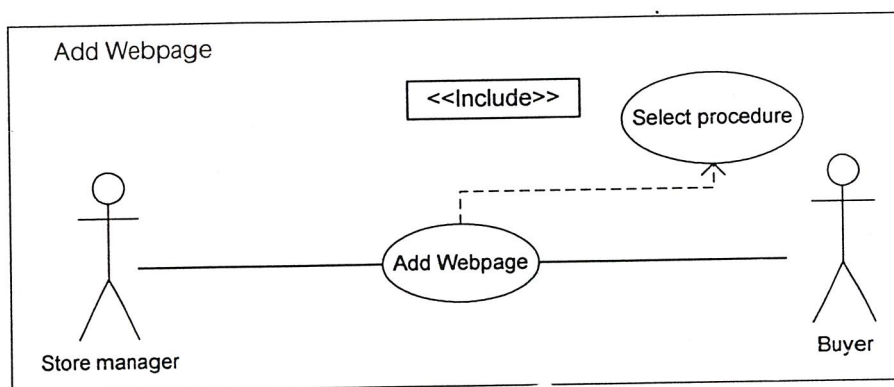 Add Webpage
<<Include>>
Select procedure
Add Webpage
Store manager
Buyer